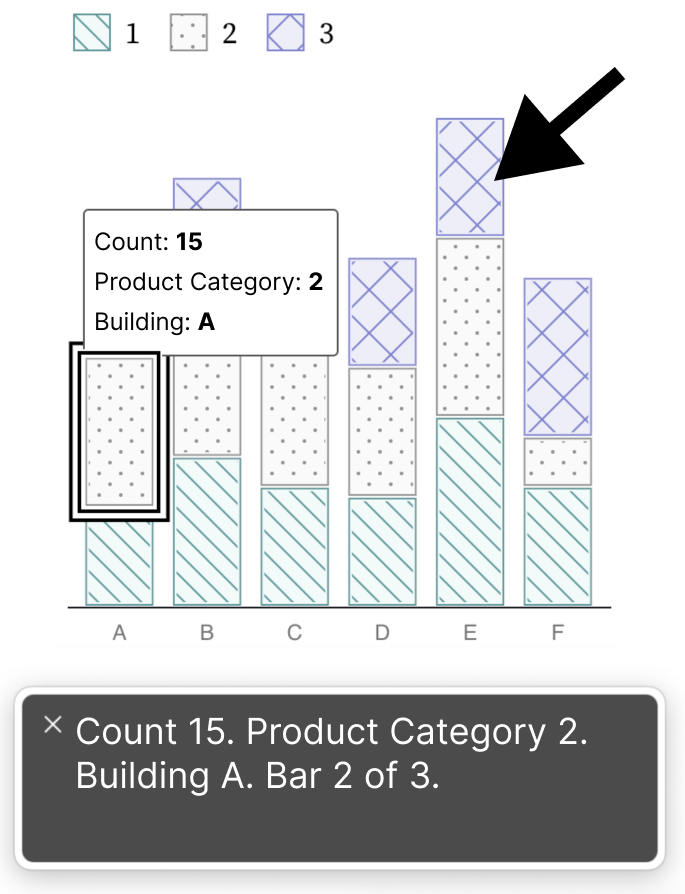 1 2 3
Count: 15
Product Category: 2
Building: A
A B C D E F
Count 15. Product Category 2.
Building A. Bar 2 of 3.